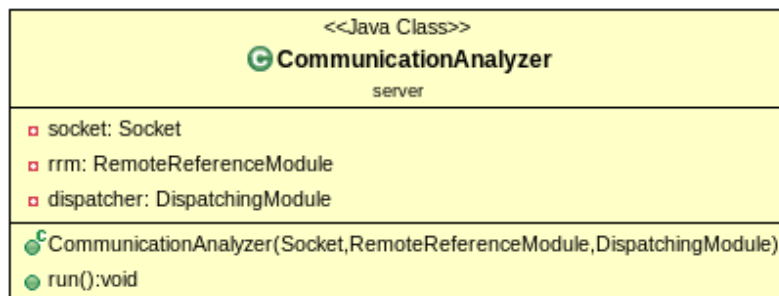 <<Java Class>>
C CommunicationAnalyzer
server
socket: Socket
rrm: RemoteReferenceModule
dispatcher: DispatchingModule
C CommunicationAnalyzer(Socket,RemoteReferenceModule,DispatchingModule)
run():void